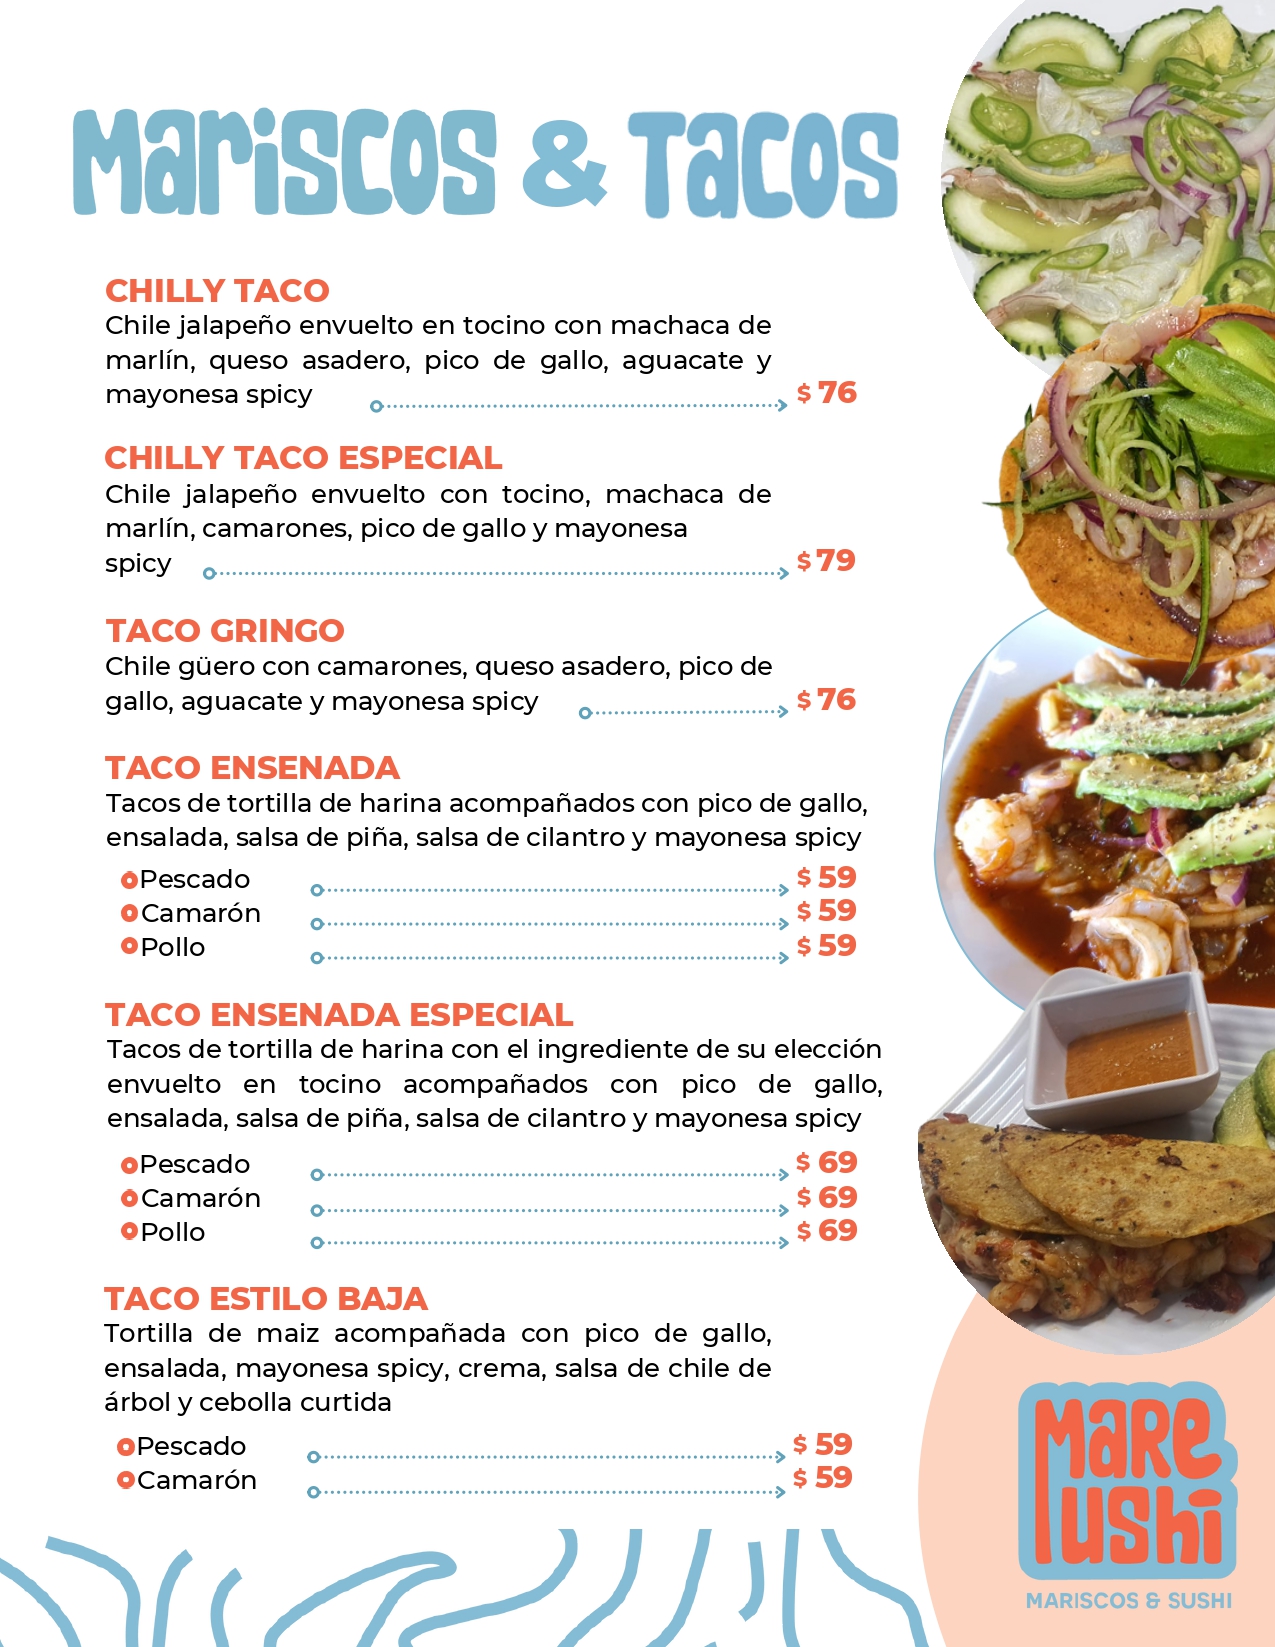 Mariscos & Tacos
CHILLY TACO
Chile jalapeño envuelto en tocino con machaca de
marlín, queso asadero, pico de gallo, aguacate y
mayonesa spicy $ 76
CHILLY TACO ESPECIAL
Chile jalapeño envuelto con tocino, machaca de
marlín, camarones, pico de gallo y mayonesa
spicy $ 79
TACO GRINGO
Chile güero con camarones, queso asadero, pico de
gallo, aguacate y mayonesa spicy $ 76
TACO ENSENADA
Tacos de tortilla de harina acompañados con pico de gallo,
ensalada, salsa de piña, salsa de cilantro y mayonesa spicy
Pescado $ 59
Camarón $ 59
Pollo $ 59
TACO ENSENADA ESPECIAL
Tacos de tortilla de harina con el ingrediente de su elección
envuelto en tocino acompañados con pico de gallo,
ensalada, salsa de piña, salsa de cilantro y mayonesa spicy
Pescado $ 69
Camarón $ 69
Pollo $ 69
TACO ESTILO BAJA
Tortilla de maiz acompañada con pico de gallo,
ensalada, mayonesa spicy, crema, salsa de chile de
árbol y cebolla curtida
Pescado $ 59
Camarón $ 59
Mare
ushi
MARISCOS & SUSHI